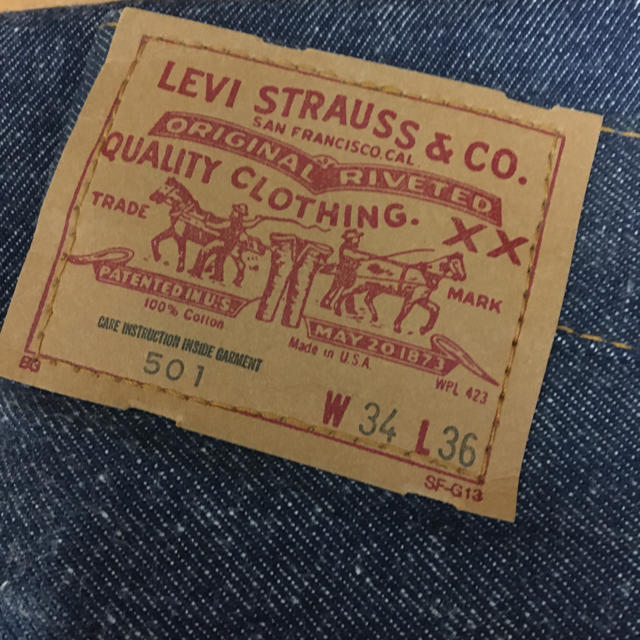 LEVI STRAUSS & CO.
SAN FRANCISCO, CAL.
ORIGINAL RIVETED
QUALITY CLOTHING. XX
TRADE MARK
PATENTED IN U.S. MAY 20 1873
100% Cotton Made in U.S.A. WPL 423
CARE INSTRUCTION INSIDE GARMENT
501
W 34 L 36
BG SF-G13